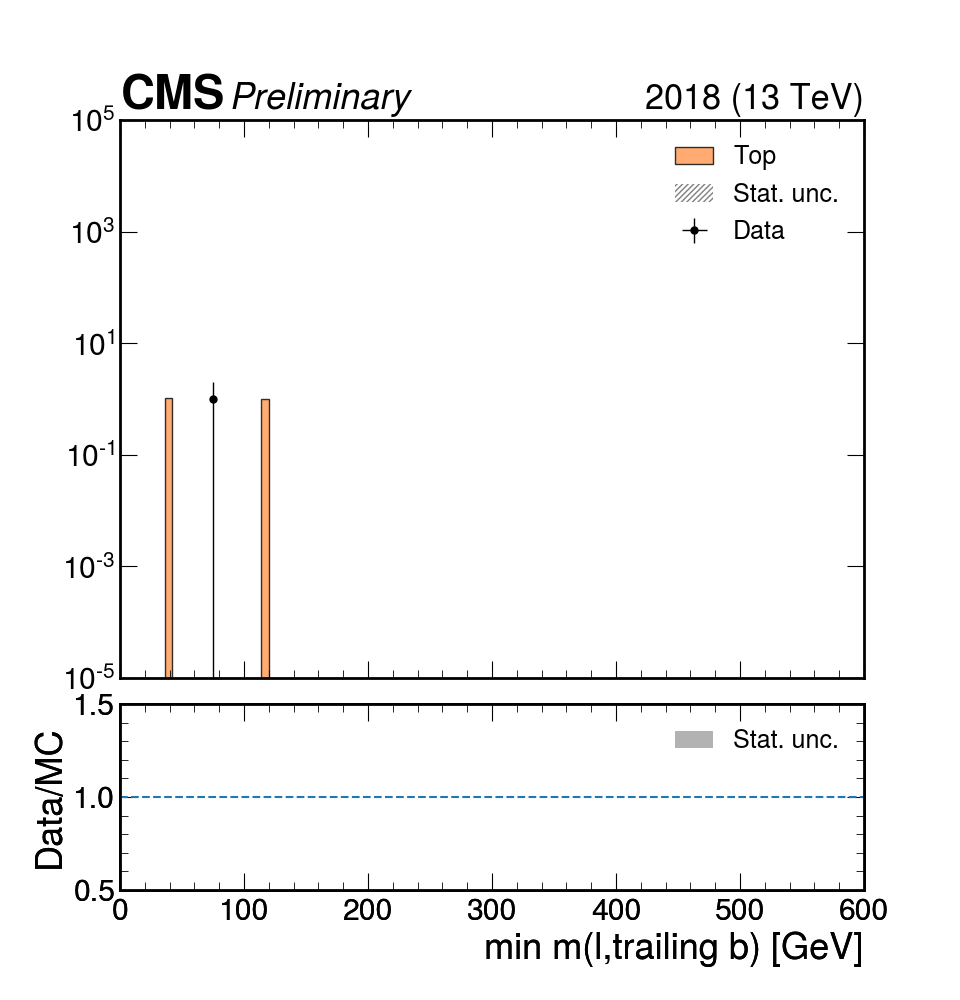 CMS Preliminary 2018 (13 TeV)
10^5
Top
Stat. unc.
10^3
Data
10^1
10^-1
10^-3
10^-5
1.5
Stat. unc.
Data/MC
1.0
0.5
0 100 200 300 400 500 600
min m(l,trailing b) [GeV]